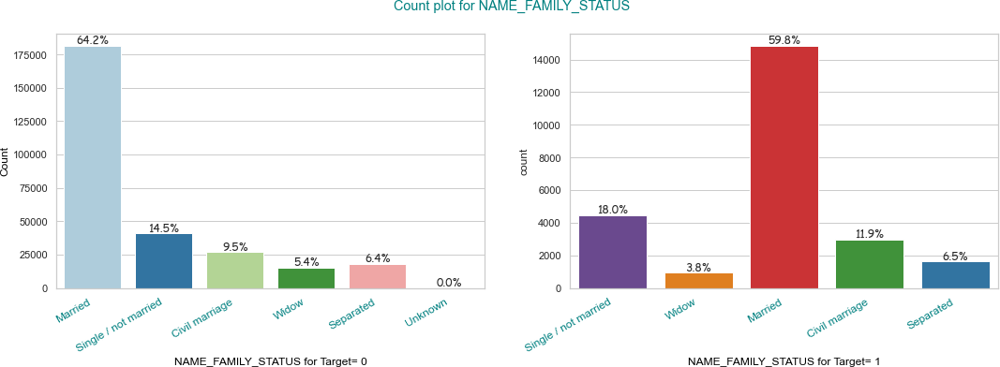 Count plot for NAME_FAMILY_STATUS
Count
175000
150000
125000
100000
75000
50000
25000
0
64.2%
14.5%
9.5%
5.4%
6.4%
0.0%
Married
Single / not married
Civil marriage
Widow
Separated
Unknown
NAME_FAMILY_STATUS for Target= 0
count
14000
12000
10000
8000
6000
4000
2000
0
18.0%
3.8%
59.8%
11.9%
6.5%
Single / not married
Widow
Married
Civil marriage
Separated
NAME_FAMILY_STATUS for Target= 1